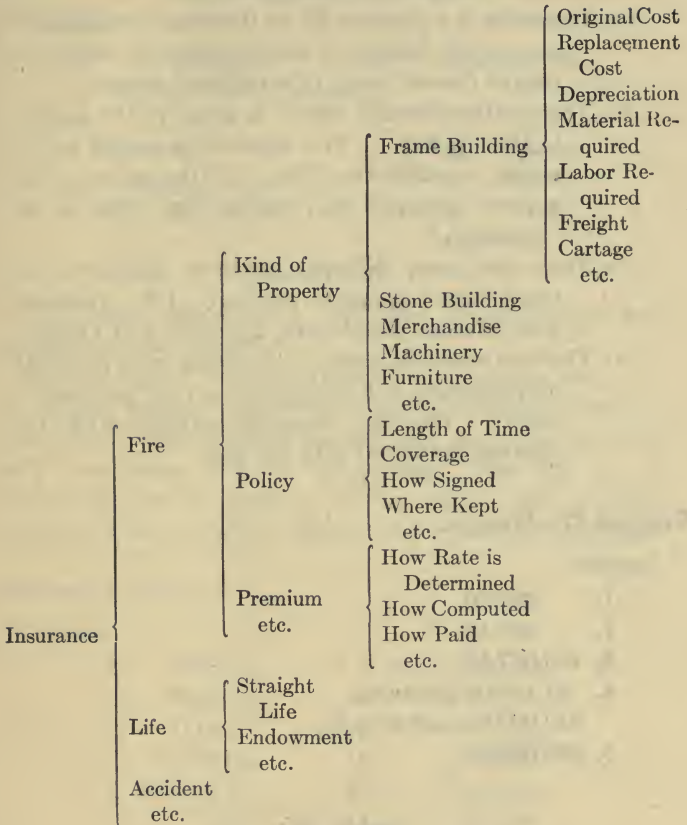 Original Cost
Replacement
Cost
Depreciation
Material Re-
quired
Labor Re-
quired
Freight
Cartage
etc.
Frame Building
Kind of
Property
Stone Building
Merchandise
Machinery
Furniture
etc.
Fire
Length of Time
Coverage
How Signed
Where Kept
etc.
Policy
How Rate is
Determined
How Computed
How Paid
etc.
Premium
etc.
Insurance
Straight
Life
Endowment
etc.
Life
Accident
etc.